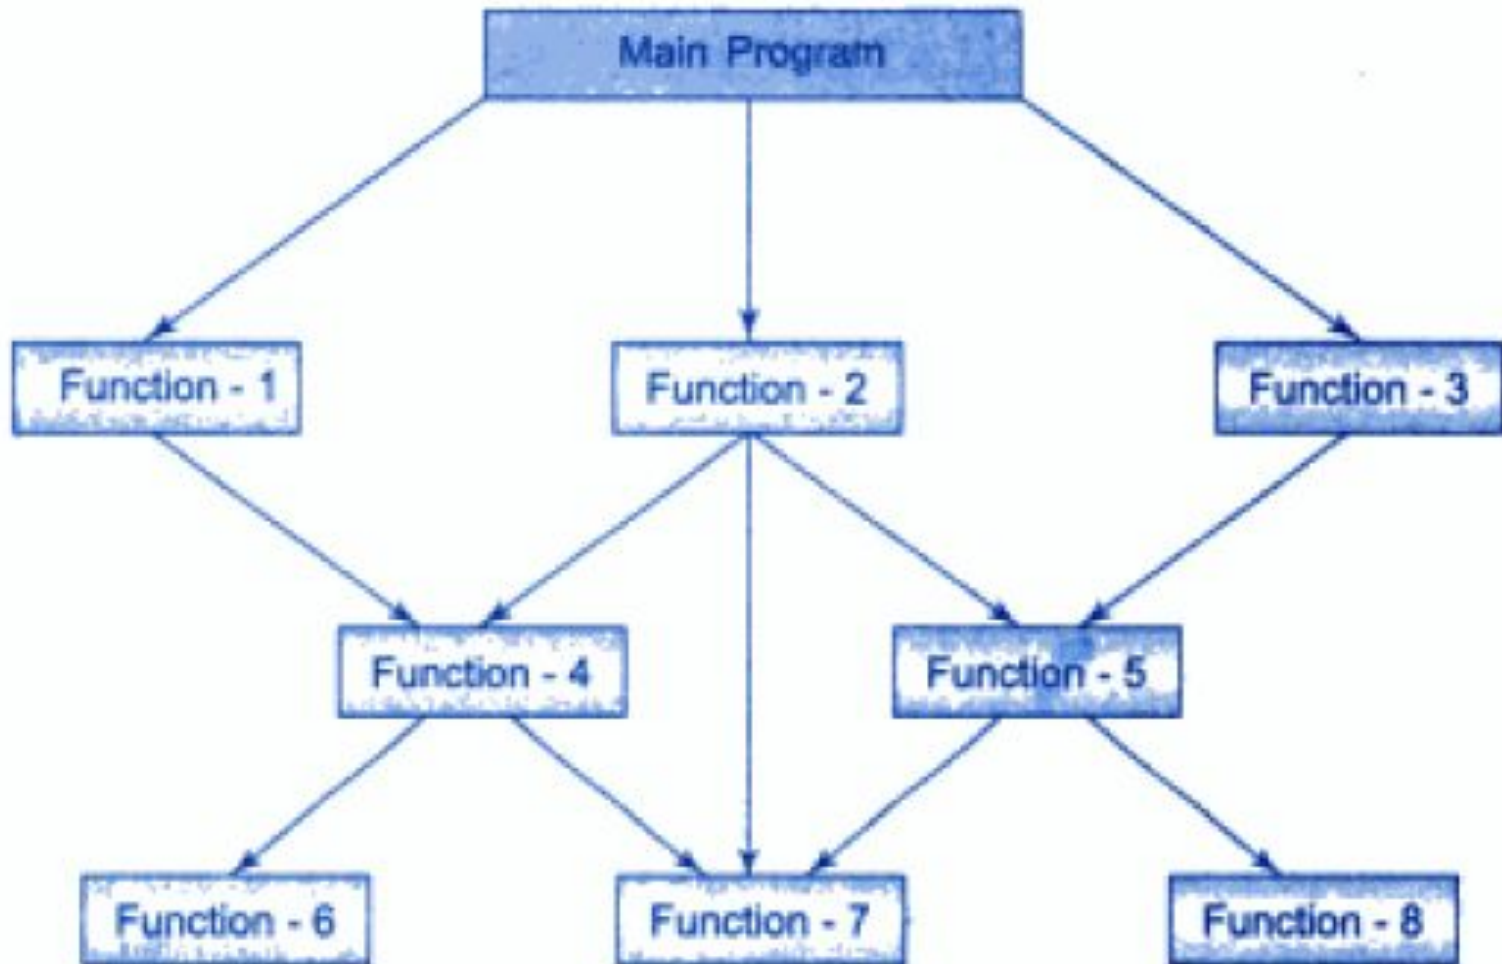 Main Program
Function - 1
Function - 2
Function - 3
Function - 4
Function - 5
Function - 6
Function - 7
Function - 8